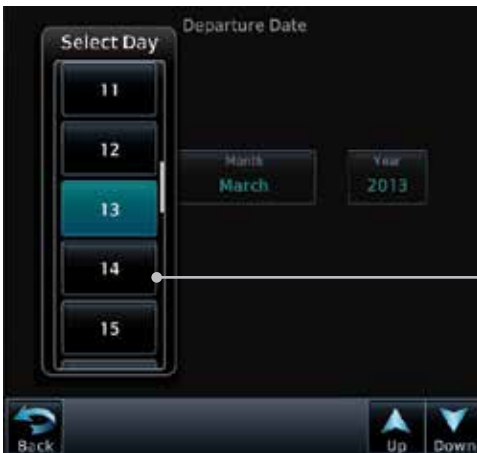 Departure Date
Select Day
11
12
13
14
15
Month
March
Year
2013
Back
Up
Down